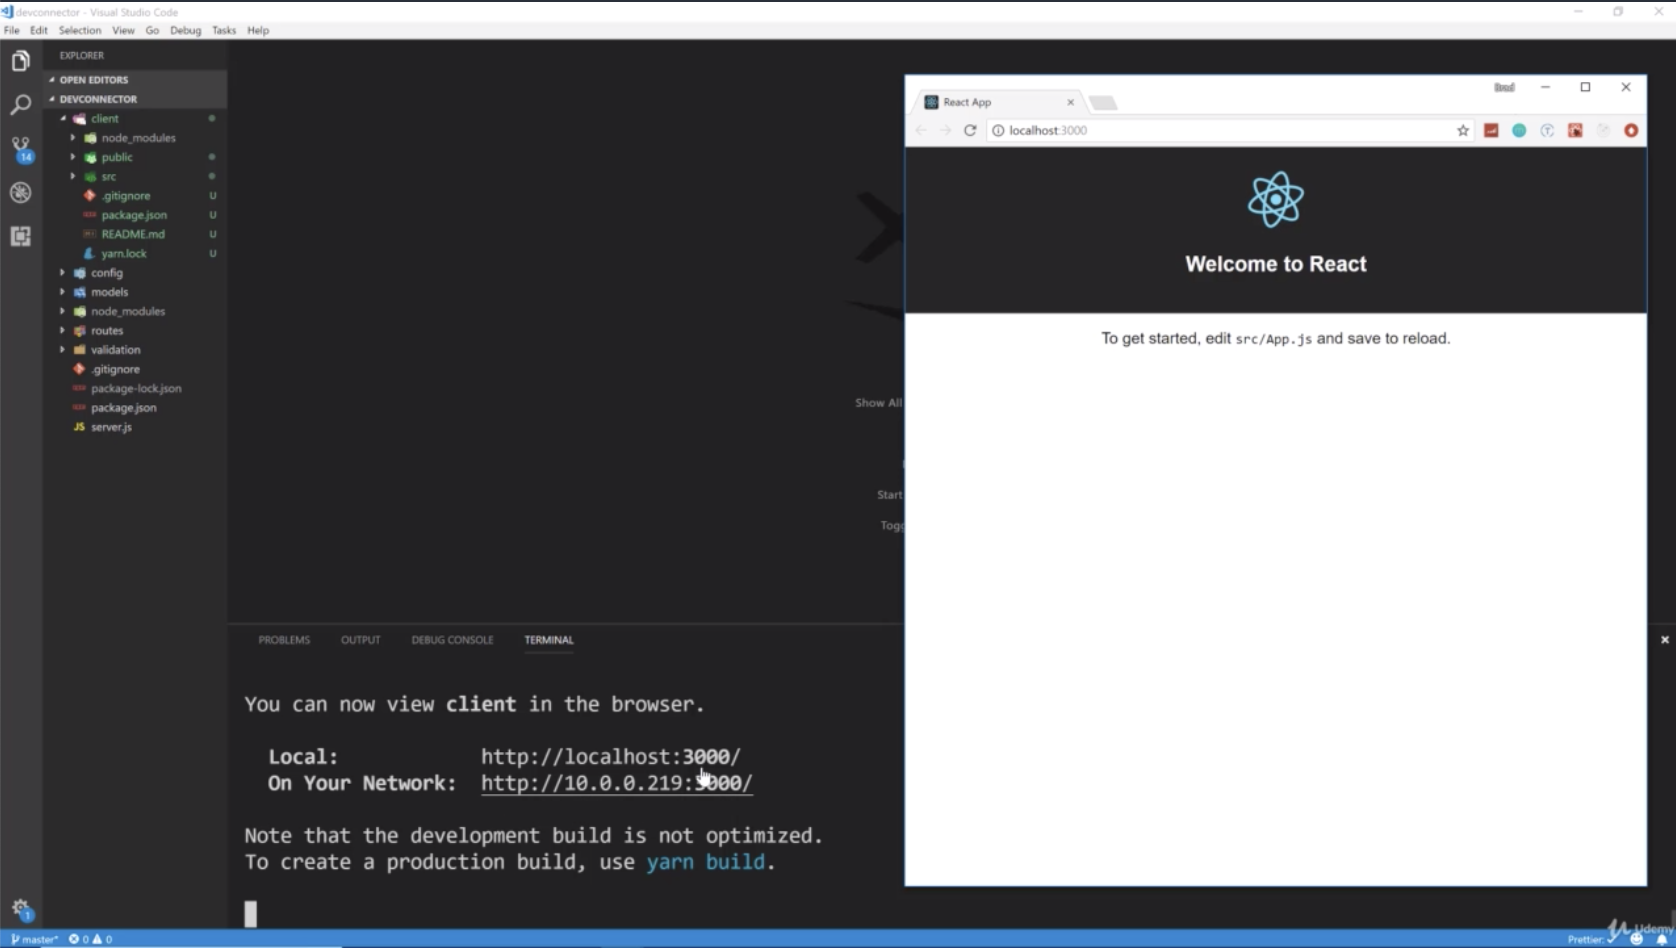 devconnector - Visual Studio Code
File Edit Selection View Go Debug Tasks Help
EXPLORER
OPEN EDITORS
DEVCONNECTOR
client
node_modules
public
src
.gitignore U
package.json U
README.md U
yarn.lock U
config
models
node_modules
routes
validation
.gitignore
package-lock.json
package.json
JS server.js
14
1
Show All
Start
Togg
React App
Brad
localhost:3000
Welcome to React
To get started, edit src/App.js and save to reload.
PROBLEMS OUTPUT DEBUG CONSOLE TERMINAL
You can now view client in the browser.
Local: http://localhost:3000/
On Your Network: http://10.0.0.219:3000/
Note that the development build is not optimized.
To create a production build, use yarn build.
master* 0 0
Prettier: ✓
Udemy